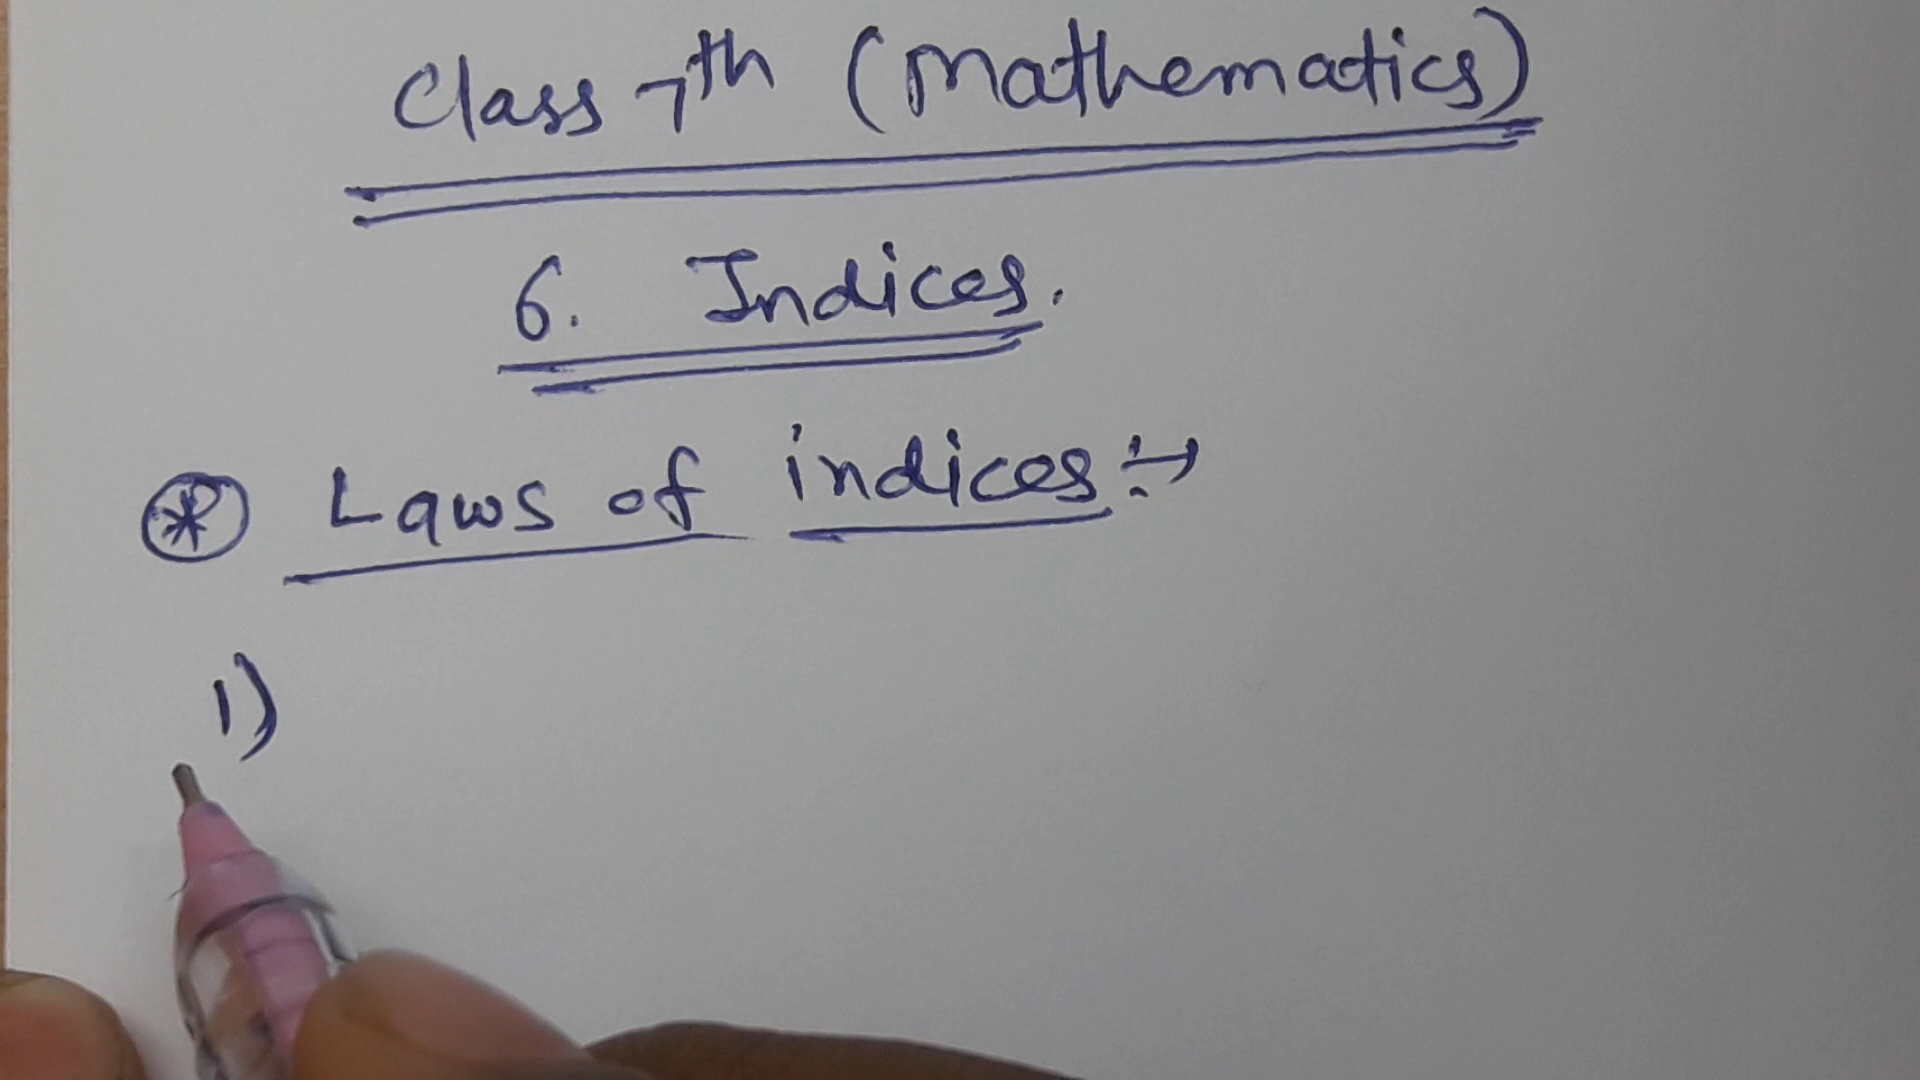 Class 7th (Mathematics)
6. Indices.
* Laws of indices :→
1)